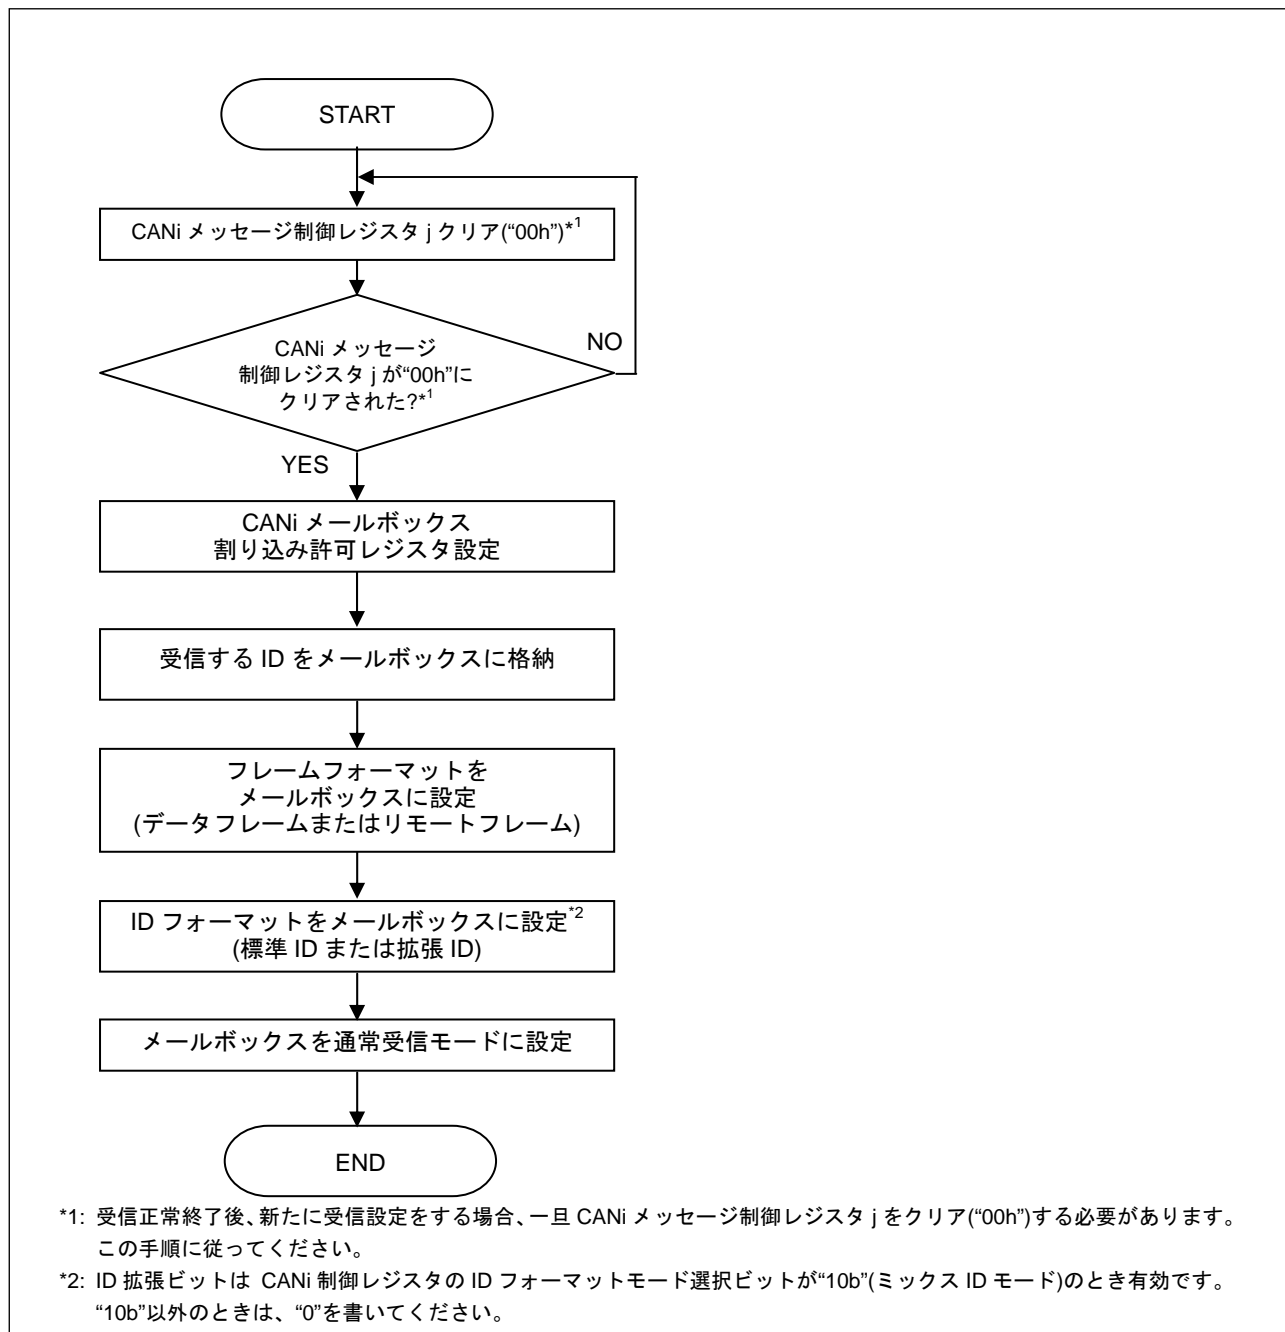 START
CANi メッセージ制御レジスタ j クリア(“00h”)*1
CANi メッセージ
制御レジスタ j が“00h”に
クリアされた?*1
NO
YES
CANi メールボックス
割り込み許可レジスタ設定
受信する ID をメールボックスに格納
フレームフォーマットを
メールボックスに設定
(データフレームまたはリモートフレーム)
ID フォーマットをメールボックスに設定*2
(標準 ID または拡張 ID)
メールボックスを通常受信モードに設定
END
*1: 受信正常終了後、新たに受信設定をする場合、一旦 CANi メッセージ制御レジスタ j をクリア(“00h”)する必要があります。
この手順に従ってください。
*2: ID 拡張ビットは CANi 制御レジスタの ID フォーマットモード選択ビットが“10b”(ミックス ID モード)のとき有効です。
“10b”以外のときは、“0”を書いてください。